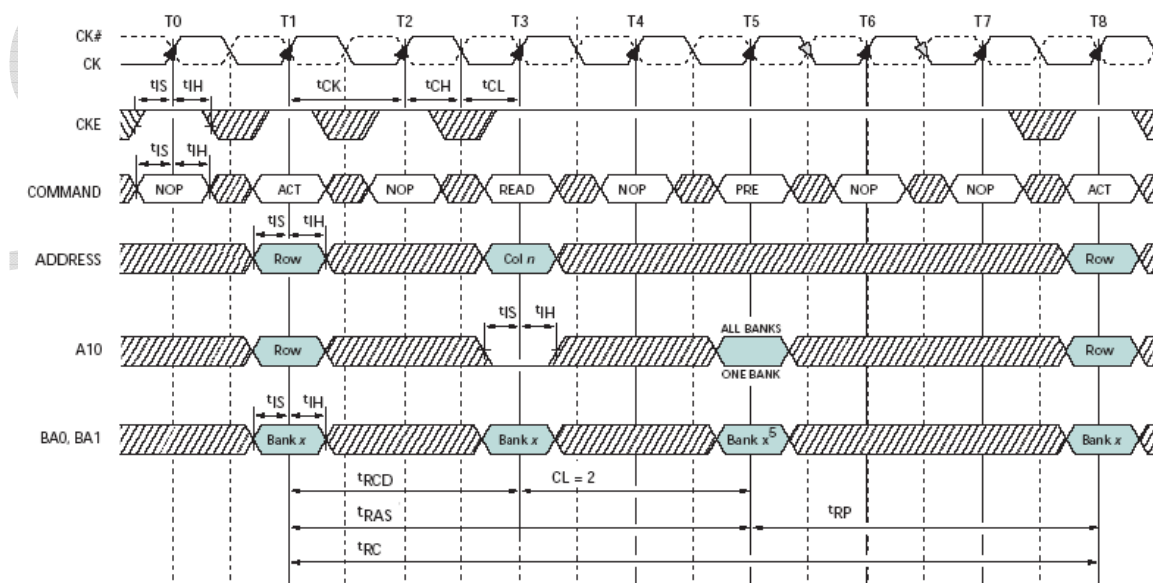 T0 T1 T2 T3 T4 T5 T6 T7 T8
CK#
CK
tIS tIH tCK tCH tCL
CKE
tIS tIH
COMMAND NOP ACT NOP READ NOP PRE NOP NOP ACT
tIS tIH
ADDRESS Row Col n Row
tIS tIH ALL BANKS
A10 Row Row
ONE BANK
tIS tIH
BA0, BA1 Bank x Bank x Bank x5 Bank x
tRCD CL = 2
tRAS tRP
tRC